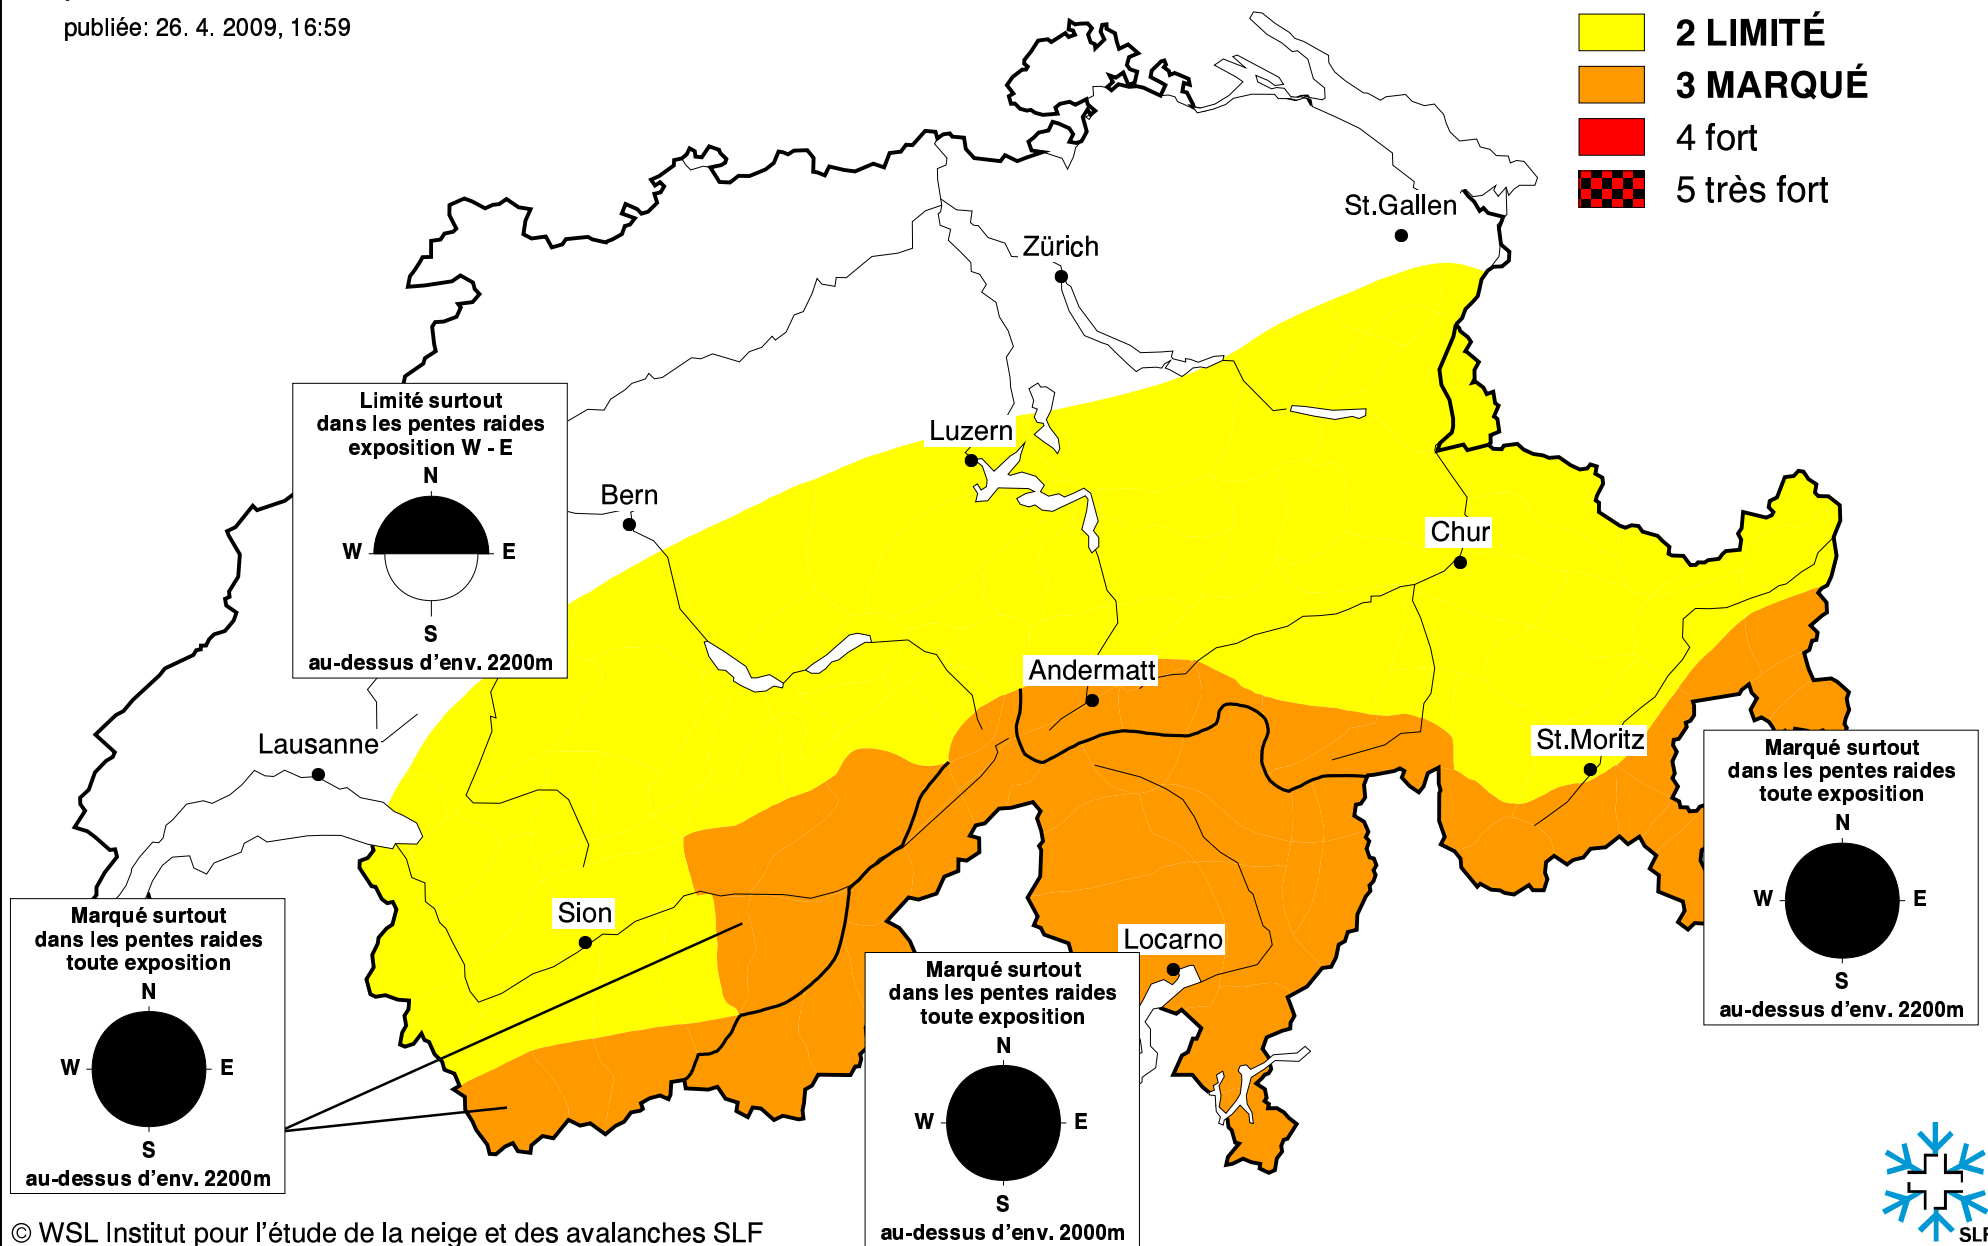 publiée: 26. 4. 2009, 16:59
2 LIMITÉ
3 MARQUÉ
4 fort
5 très fort
St.Gallen
Zürich
Limité surtout
dans les pentes raides
exposition W - E
N
W E
S
au-dessus d'env. 2200m
Luzern
Bern
Chur
Andermatt
Lausanne
St.Moritz
Marqué surtout
dans les pentes raides
toute exposition
N
W E
S
au-dessus d'env. 2200m
Sion
Locarno
Marqué surtout
dans les pentes raides
toute exposition
N
W E
S
au-dessus d'env. 2200m
Marqué surtout
dans les pentes raides
toute exposition
N
W E
S
au-dessus d'env. 2000m
© WSL Institut pour l'étude de la neige et des avalanches SLF
SLF